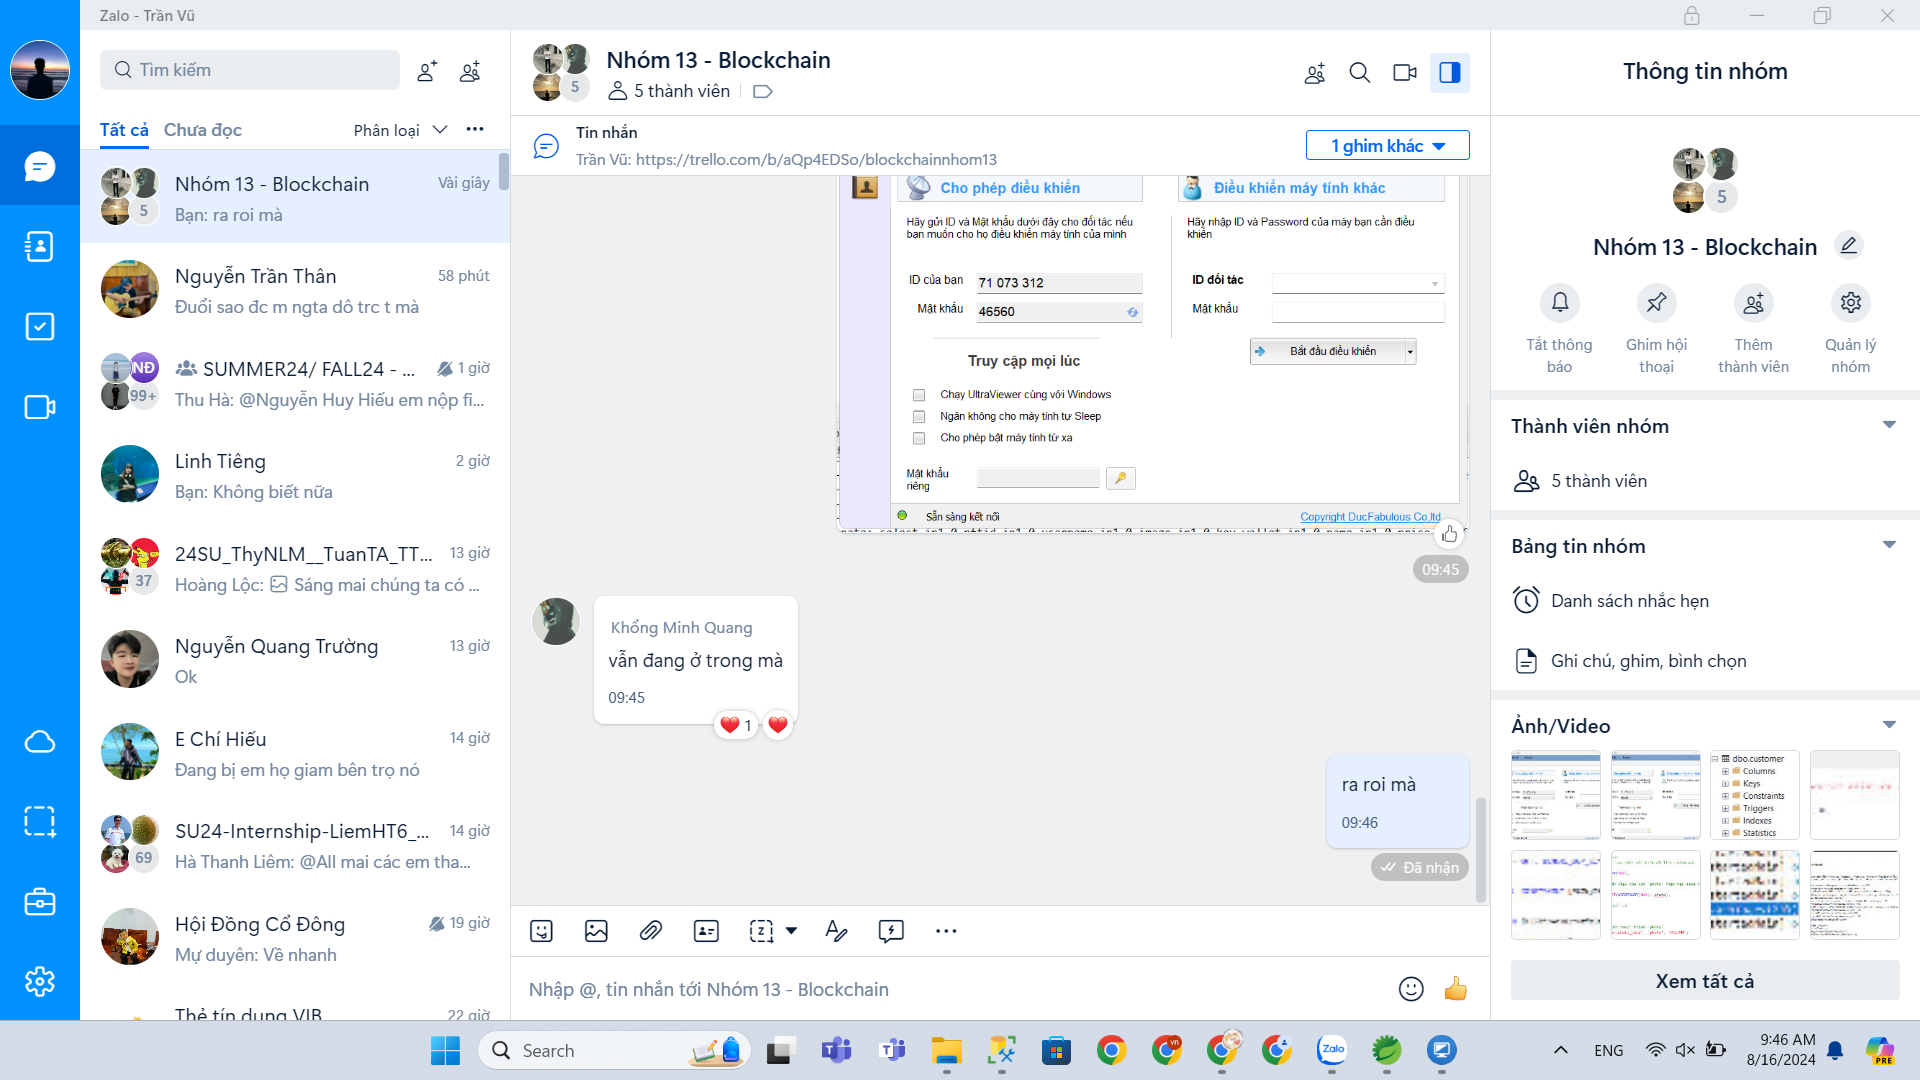 Zalo - Trần Vũ
Tìm kiếm
Tất cả
Chưa đọc
Phân loại
5
Nhóm 13 - Blockchain
Vài giây
Bạn: ra roi mà
Nguyễn Trần Thân
58 phút
Đuổi sao đc m ngta dô trc t mà
NĐ
99+
SUMMER24/ FALL24 - ...
1 giờ
Thu Hà: @Nguyễn Huy Hiếu em nộp fi...
Linh Tiêng
2 giờ
Bạn: Không biết nữa
37
24SU_ThyNLM__TuanTA_TT...
13 giờ
Hoàng Lộc: Sáng mai chúng ta có ...
Nguyễn Quang Trường
13 giờ
Ok
E Chí Hiếu
14 giờ
Đang bị em họ giam bên trọ nó
69
SU24-Internship-LiemHT6_...
14 giờ
Hà Thanh Liêm: @All mai các em tha...
Hội Đồng Cổ Đông
19 giờ
Mự duyên: Về nhanh
Thẻ tín dụng VIB
22 giờ
5
Nhóm 13 - Blockchain
5 thành viên
Tin nhắn
Trần Vũ: https://trello.com/b/aQp4EDSo/blockchainnhom13
1 ghim khác
Cho phép điều khiển
Điều khiển máy tính khác
Hãy gửi ID và Mật khẩu dưới đây cho đối tác nếu
bạn muốn cho họ điều khiển máy tính của mình
Hãy nhập ID và Password của máy bạn cần điều
khiển
ID của bạn
71 073 312
Mật khẩu
46560
ID đối tác
Mật khẩu
Bắt đầu điều khiển
Truy cập mọi lúc
Chạy UltraViewer cùng với Windows
Ngăn không cho máy tính tự Sleep
Cho phép bật máy tính từ xa
Mật khẩu
riêng
Sẵn sàng kết nối
Copyright DucFabulous Co,ltd
09:45
Khổng Minh Quang
vẫn đang ở trong mà
09:45
1
ra roi mà
09:46
Đã nhận
Nhập @, tin nhắn tới Nhóm 13 - Blockchain
Thông tin nhóm
5
Nhóm 13 - Blockchain
Tắt thông
báo
Ghim hội
thoại
Thêm
thành viên
Quản lý
nhóm
Thành viên nhóm
5 thành viên
Bảng tin nhóm
Danh sách nhắc hẹn
Ghi chú, ghim, bình chọn
Ảnh/Video
dbo.customer
Columns
Keys
Constraints
Triggers
Indexes
Statistics
Xem tất cả
Search
Zalo
ENG
9:46 AM
8/16/2024
PRE